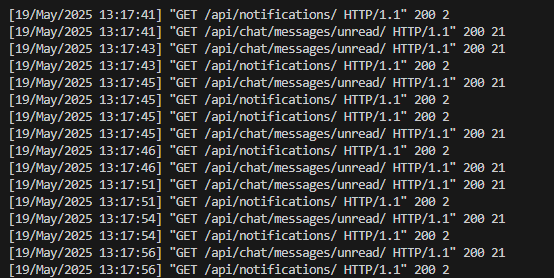 [19/May/2025 13:17:41] "GET /api/notifications/ HTTP/1.1" 200 2
[19/May/2025 13:17:41] "GET /api/chat/messages/unread/ HTTP/1.1" 200 21
[19/May/2025 13:17:43] "GET /api/chat/messages/unread/ HTTP/1.1" 200 21
[19/May/2025 13:17:43] "GET /api/notifications/ HTTP/1.1" 200 2
[19/May/2025 13:17:45] "GET /api/chat/messages/unread/ HTTP/1.1" 200 21
[19/May/2025 13:17:45] "GET /api/notifications/ HTTP/1.1" 200 2
[19/May/2025 13:17:45] "GET /api/notifications/ HTTP/1.1" 200 2
[19/May/2025 13:17:45] "GET /api/chat/messages/unread/ HTTP/1.1" 200 21
[19/May/2025 13:17:46] "GET /api/notifications/ HTTP/1.1" 200 2
[19/May/2025 13:17:46] "GET /api/chat/messages/unread/ HTTP/1.1" 200 21
[19/May/2025 13:17:51] "GET /api/chat/messages/unread/ HTTP/1.1" 200 21
[19/May/2025 13:17:51] "GET /api/notifications/ HTTP/1.1" 200 2
[19/May/2025 13:17:54] "GET /api/chat/messages/unread/ HTTP/1.1" 200 21
[19/May/2025 13:17:54] "GET /api/notifications/ HTTP/1.1" 200 2
[19/May/2025 13:17:56] "GET /api/chat/messages/unread/ HTTP/1.1" 200 21
[19/May/2025 13:17:56] "GET /api/notifications/ HTTP/1.1" 200 2